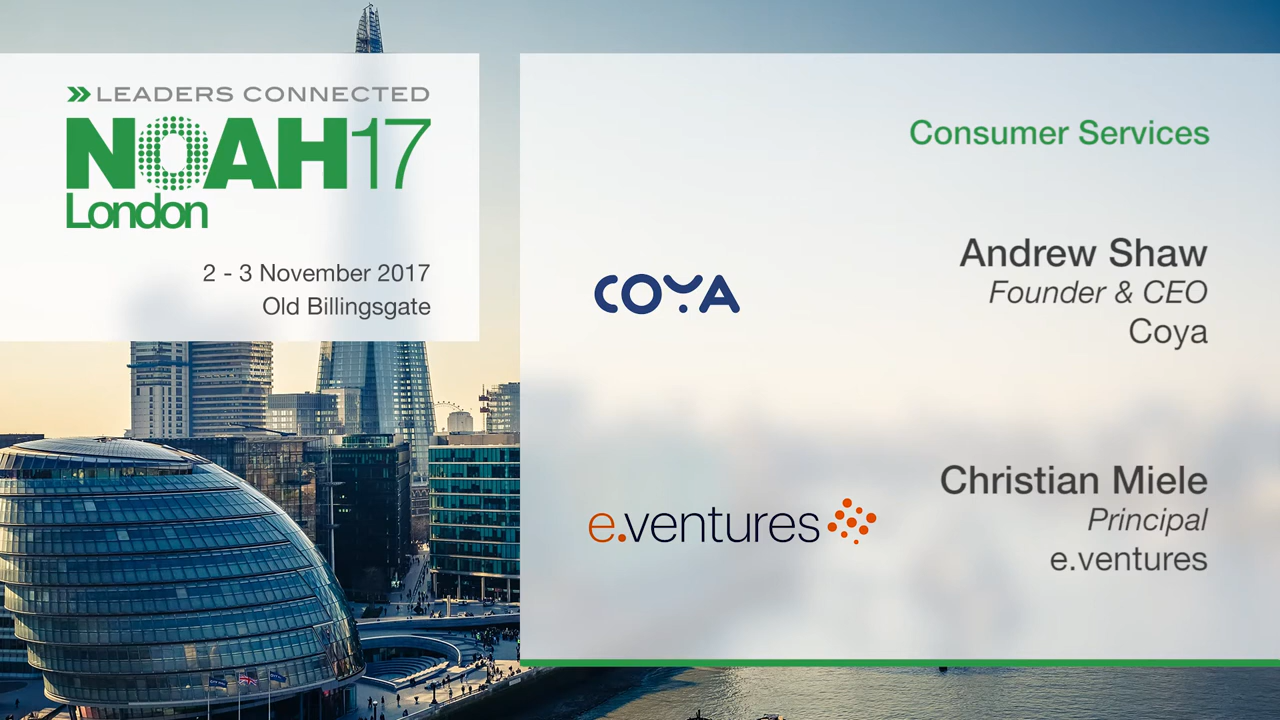 LEADERS CONNECTED
NOAH17
London
2 - 3 November 2017
Old Billingsgate
Consumer Services
COYA
Andrew Shaw
Founder & CEO
Coya
e.ventures
Christian Miele
Principal
e.ventures